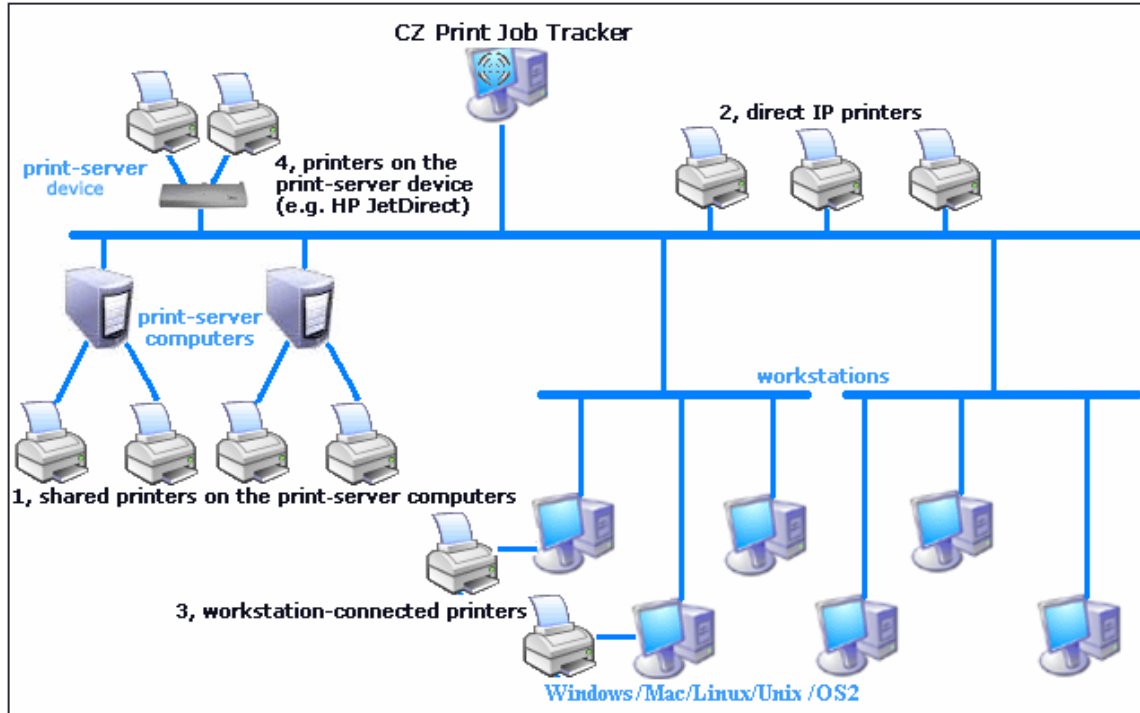 CZ Print Job Tracker
2, direct IP printers
print-server
device
4, printers on the
print-server device
(e.g. HP JetDirect)
print-server
computers
workstations
1, shared printers on the print-server computers
3, workstation-connected printers
Windows/Mac/Linux/Unix /OS2